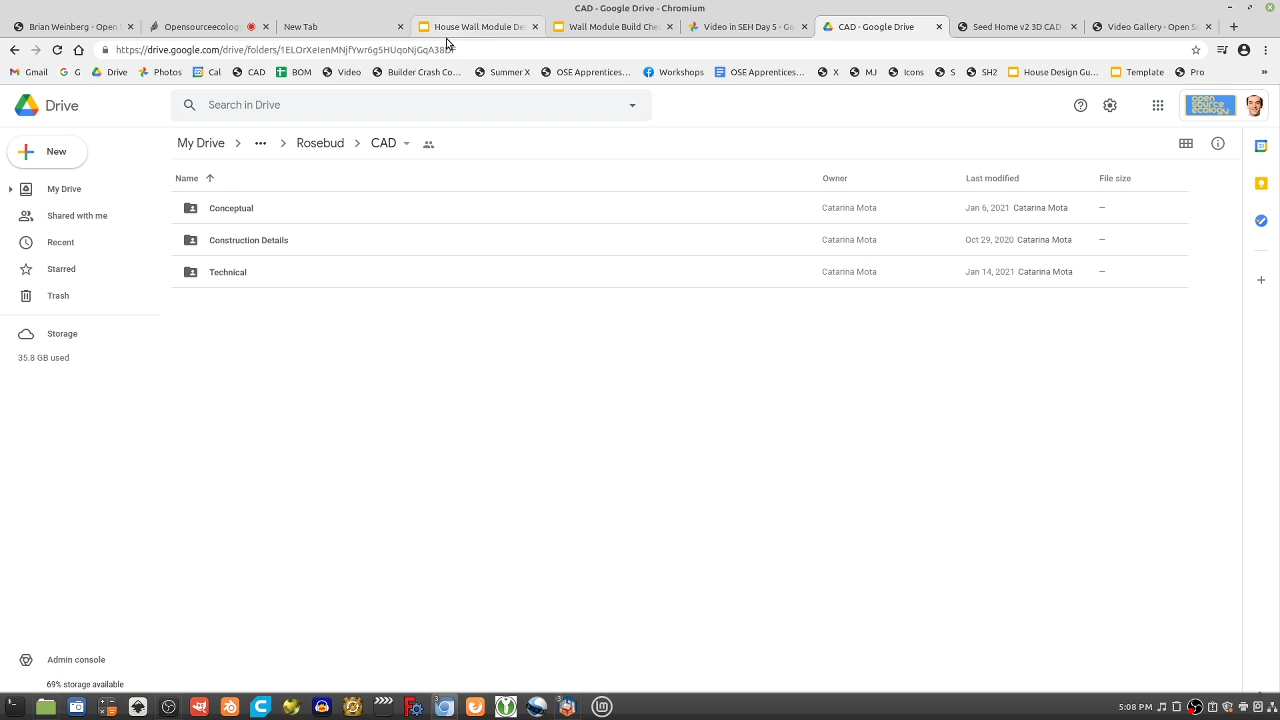 CAD - Google Drive - Chromium
Brian Weinberg - Open
Opensourceecology
New Tab
House Wall Module De
Wall Module Build Che
Video in SEH Day 5 - Go
CAD - Google Drive
Seed Home v2 3D CAD
Video Gallery - Open So
https://drive.google.com/drive/folders/
Gmail
G
Drive
Photos
Cal
CAD
BOM
Video
Builder Crash Co...
Summer X
OSE Apprentices...
Workshops
OSE Apprentices...
X
MJ
Icons
S
SH2
House Design Gu...
Template
Pro
»
Drive
Search in Drive
open source ecology
New
My Drive
•••
Rosebud
CAD
My Drive
Shared with me
Recent
Starred
Trash
Storage
35.8 GB used
Name
Owner
Last modified
File size
Conceptual
Catarina Mota
Jan 6, 2021 Catarina Mota
—
Construction Details
Catarina Mota
Oct 29, 2020 Catarina Mota
—
Technical
Catarina Mota
Jan 14, 2021 Catarina Mota
—
Admin console
69% storage available
5:08 PM